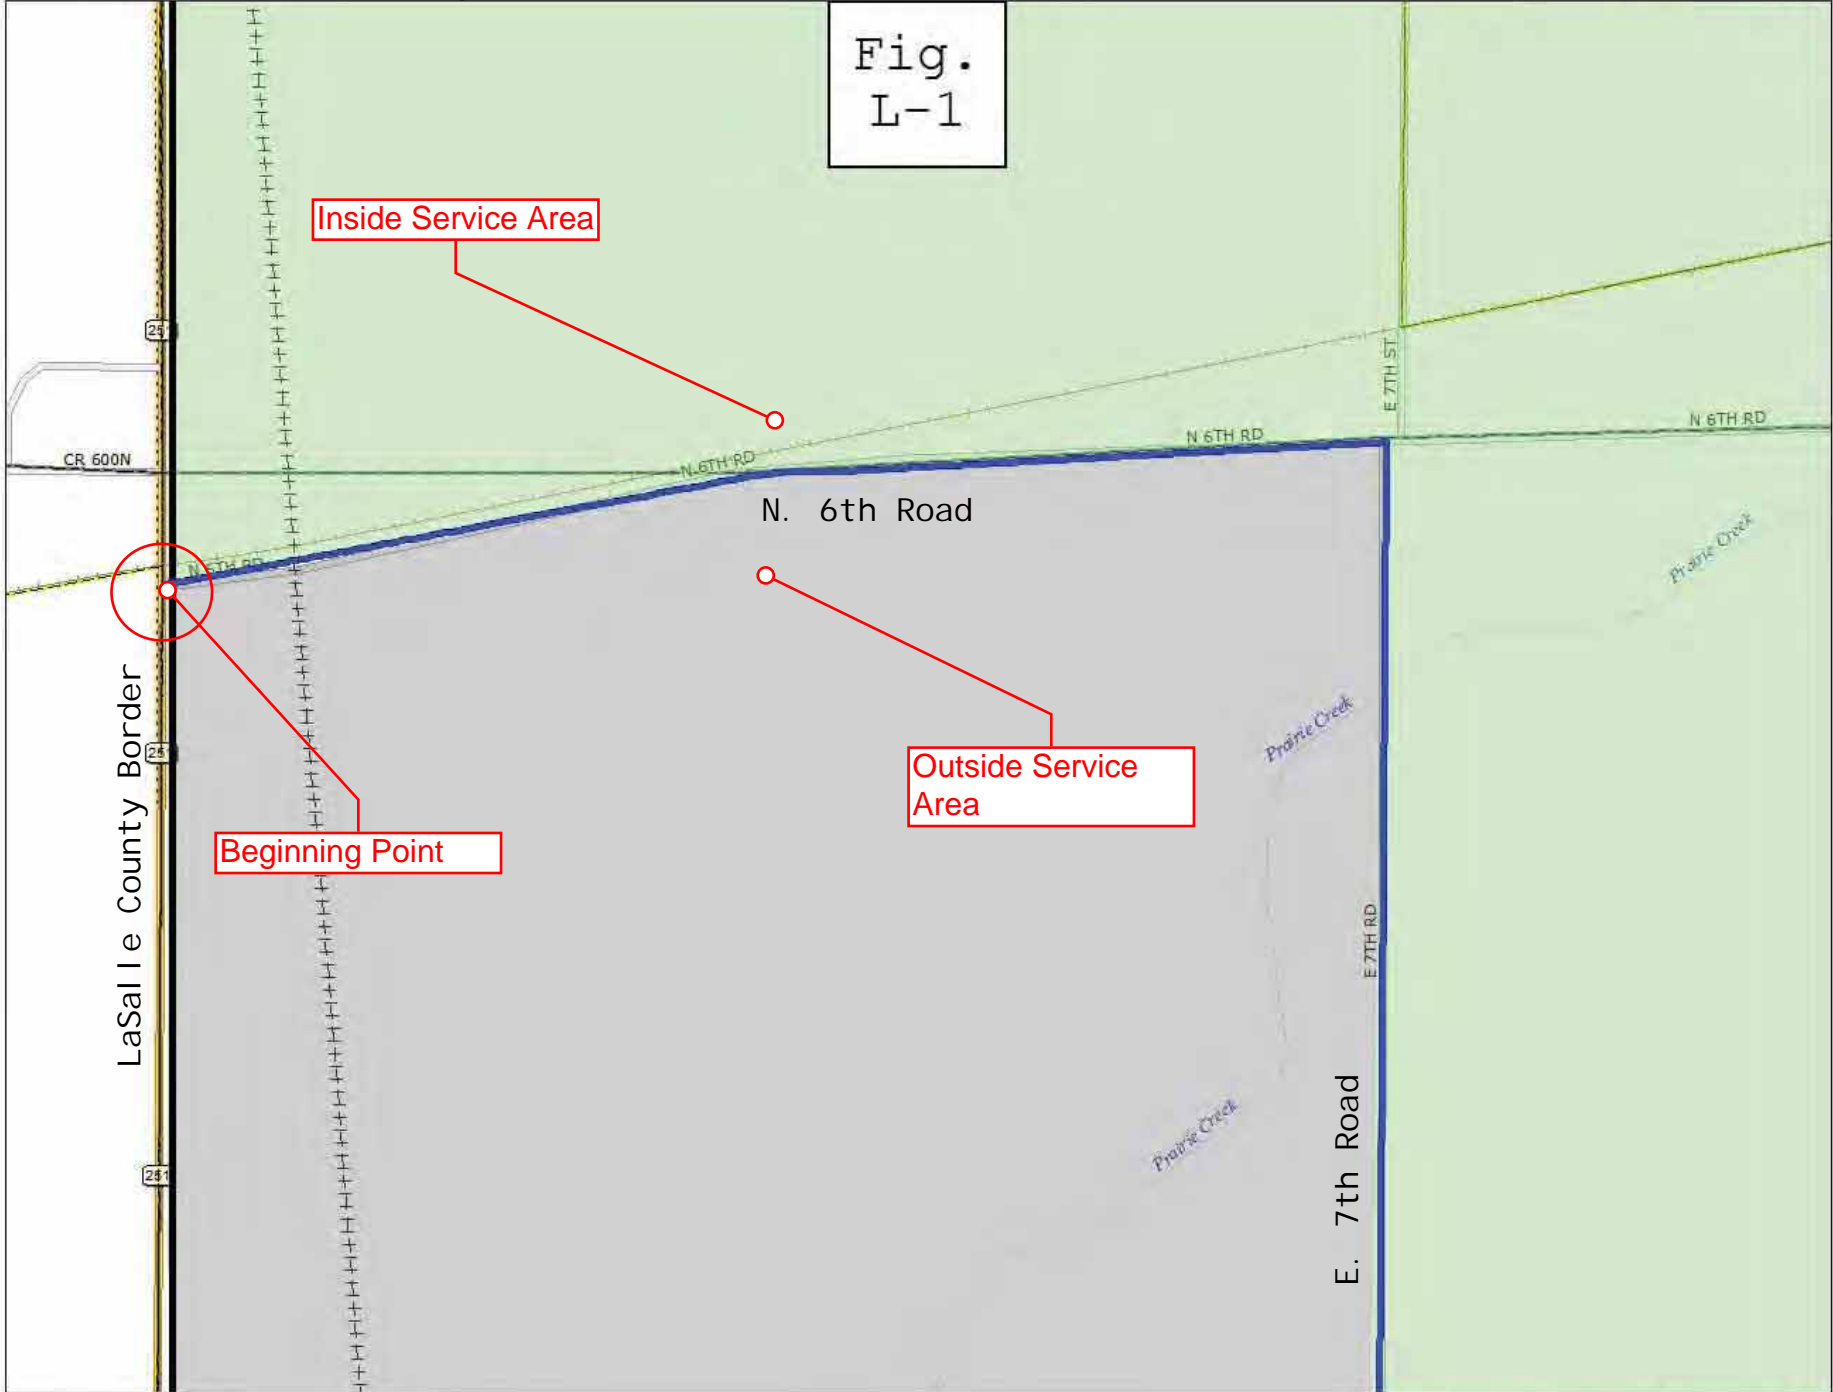 Fig.
L-1
Inside Service Area
251
E 7TH ST
N 6TH RD
N 6TH RD
N 6TH RD
CR 600N
N. 6th Road
N 6TH RD
Prairie Creek
LaSalle County Border
Prairie Creek
251
Outside Service
Area
Beginning Point
E 7TH RD
E. 7th Road
Prairie Creek
251